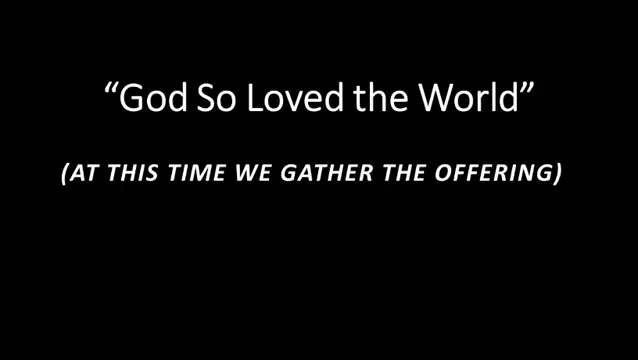 “God So Loved the World”
(AT THIS TIME WE GATHER THE OFFERING)